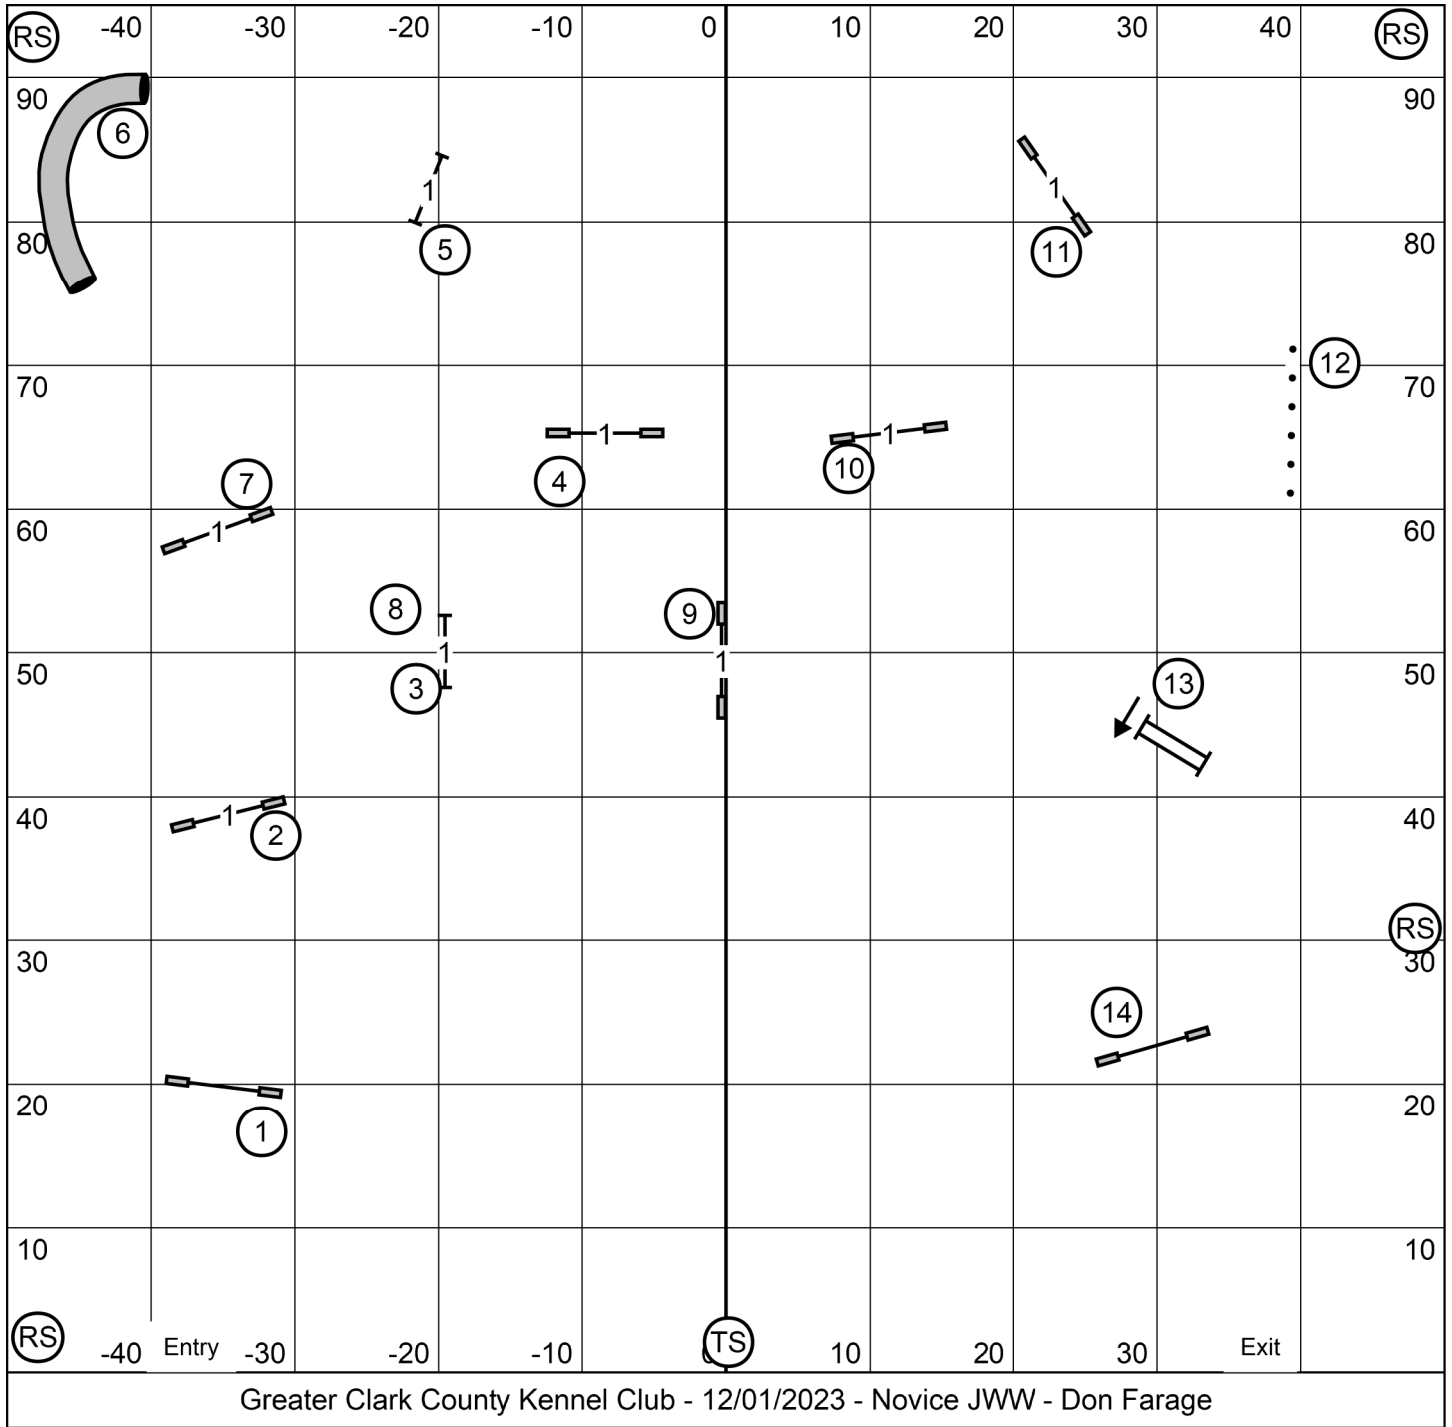 RS -40 -30 -20 -10 0 10 20 30 40 RS
90 90
6
1 1
80 5 11 80
12
70 70
1 1
7 4 10
60 1 60
8 9
1 1
50 3 13 50
40 1 40
2
RS
30 30
14
20 20
1
10 10
RS -40 Entry -30 -20 -10 0 TS 10 20 30 Exit
Greater Clark County Kennel Club - 12/01/2023 - Novice JWW - Don Farage